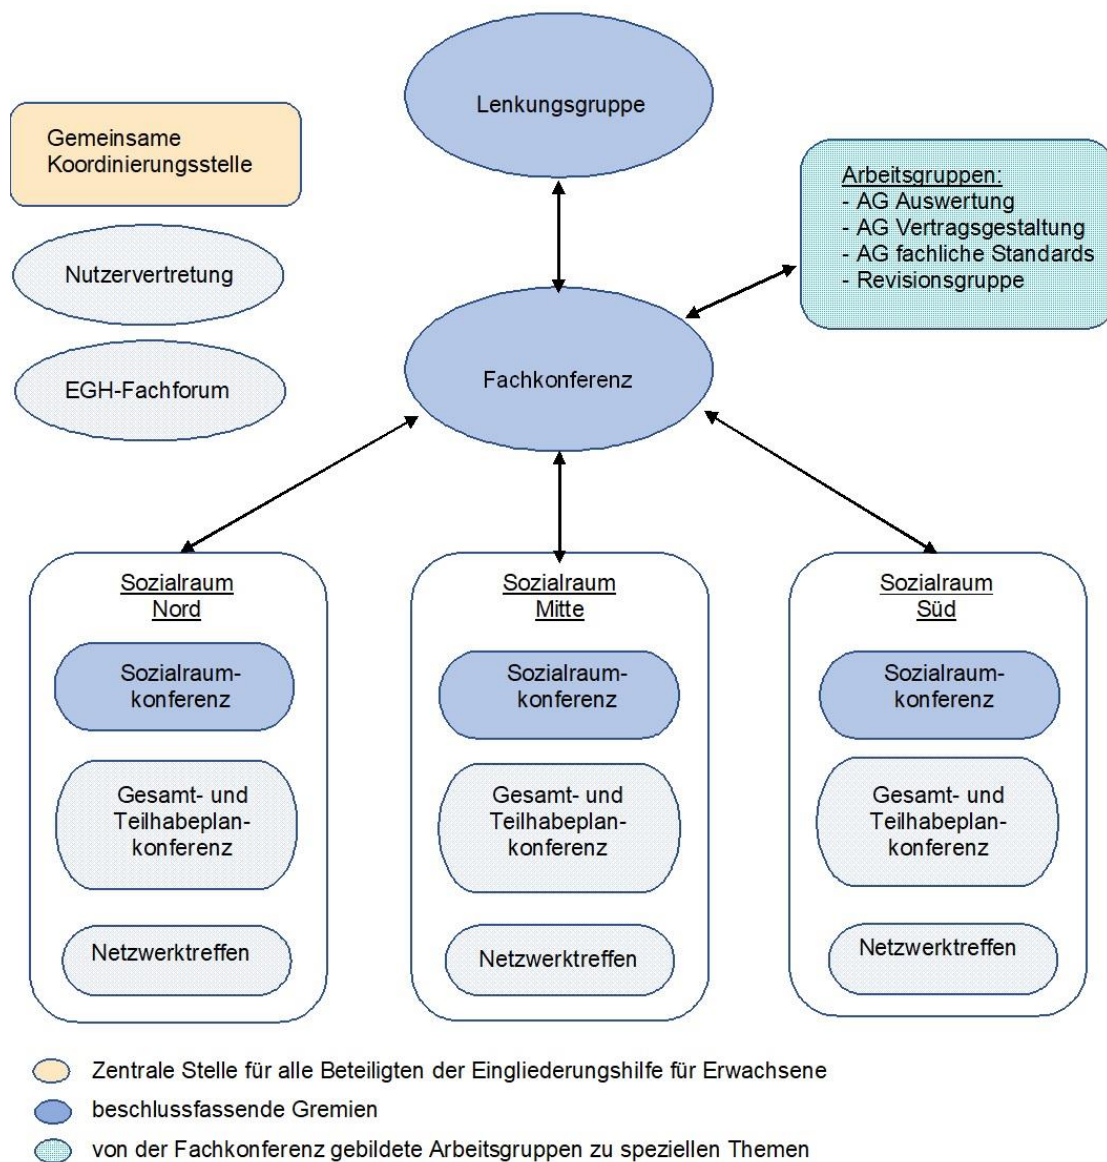 Lenkungsgruppe
Gemeinsame
Koordinierungsstelle
Nutzervertretung
EGH-Fachforum
Arbeitsgruppen:
- AG Auswertung
- AG Vertragsgestaltung
- AG fachliche Standards
- Revisionsgruppe
Fachkonferenz
Sozialraum
Nord
Sozialraum-
konferenz
Gesamt- und
Teilhabeplan-
konferenz
Netzwerktreffen
Sozialraum
Mitte
Sozialraum-
konferenz
Gesamt- und
Teilhabeplan-
konferenz
Netzwerktreffen
Sozialraum
Süd
Sozialraum-
konferenz
Gesamt- und
Teilhabeplan-
konferenz
Netzwerktreffen
Zentrale Stelle für alle Beteiligten der Eingliederungshilfe für Erwachsene
beschlussfassende Gremien
von der Fachkonferenz gebildete Arbeitsgruppen zu speziellen Themen